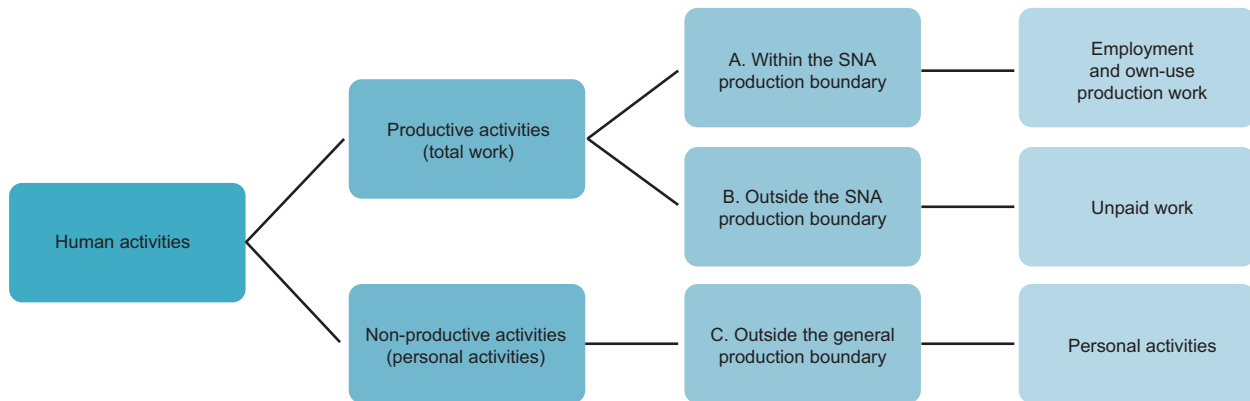 Human activities
Productive activities
(total work)
Non-productive activities
(personal activities)
A. Within the SNA
production boundary
B. Outside the SNA
production boundary
C. Outside the general
production boundary
Employment
and own-use
production work
Unpaid work
Personal activities